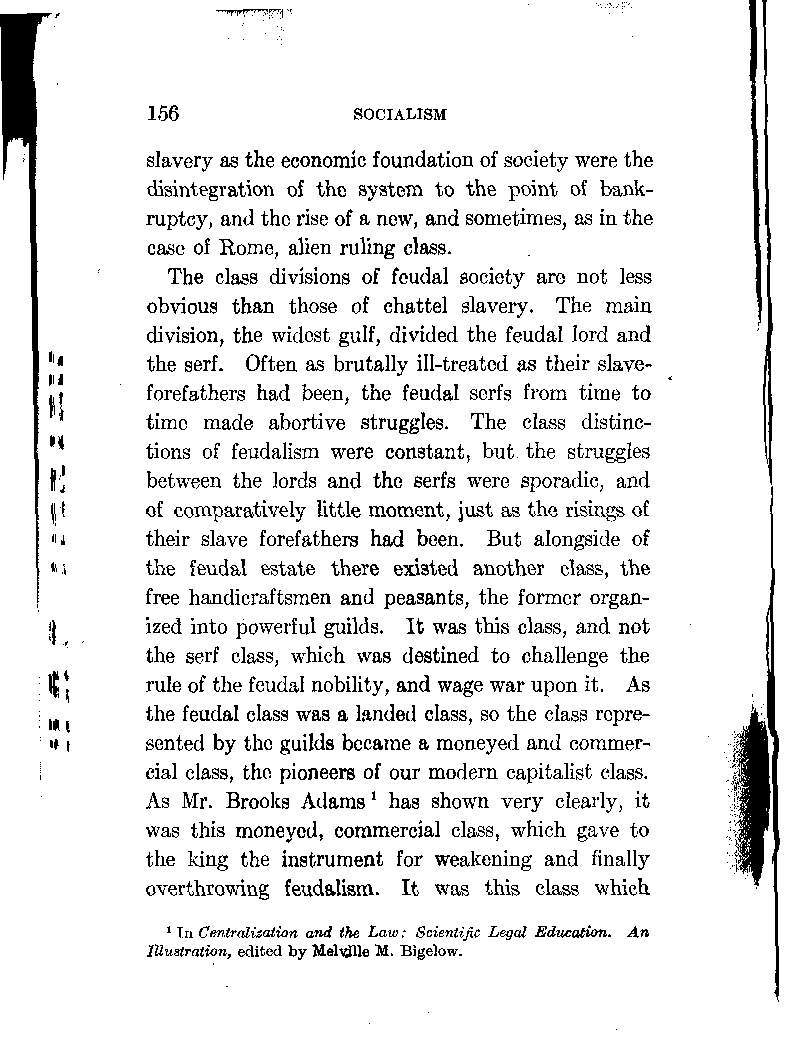 156 SOCIALISM
slavery as the economic foundation of society were the
disintegration of the system to the point of bank-
ruptcy, and the rise of a new, and sometimes, as in the
case of Rome, alien ruling class.
The class divisions of feudal society are not less
obvious than those of chattel slavery. The main
division, the widest gulf, divided the feudal lord and
the serf. Often as brutally ill-treated as their slave-
forefathers had been, the feudal serfs from time to
time made abortive struggles. The class distinc-
tions of feudalism were constant, but the struggles
between the lords and the serfs were sporadic, and
of comparatively little moment, just as the risings of
their slave forefathers had been. But alongside of
the feudal estate there existed another class, the
free handicraftsmen and peasants, the former organ-
ized into powerful guilds. It was this class, and not
the serf class, which was destined to challenge the
rule of the feudal nobility, and wage war upon it. As
the feudal class was a landed class, so the class repre-
sented by the guilds became a moneyed and commer-
cial class, the pioneers of our modern capitalist class.
As Mr. Brooks Adams¹ has shown very clearly, it
was this moneyed, commercial class, which gave to
the king the instrument for weakening and finally
overthrowing feudalism. It was this class which
¹ In Centralization and the Law: Scientific Legal Education. An
Illustration, edited by Melville M. Bigelow.